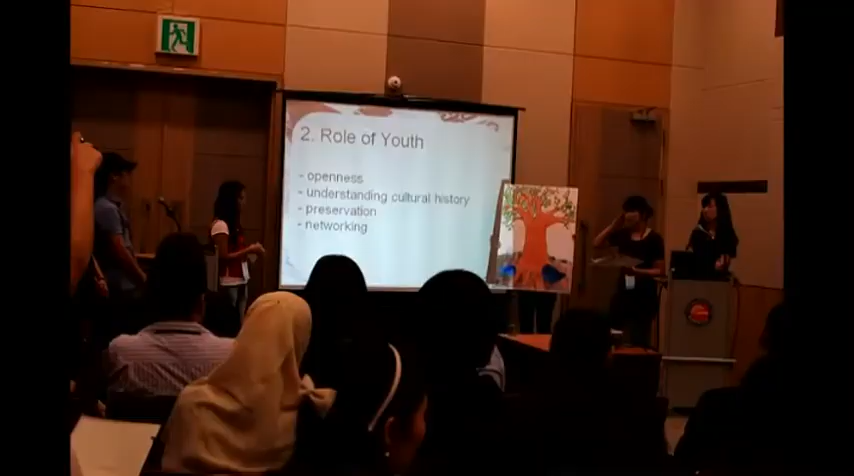 2. Role of Youth
- openness
- understanding cultural history
- preservation
- networking